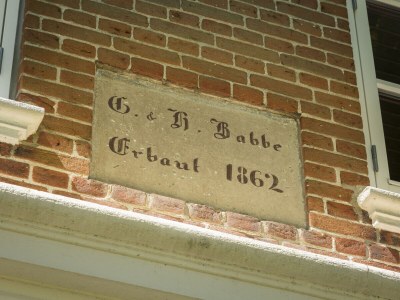 G. & H. Babbe
Erbaut 1862